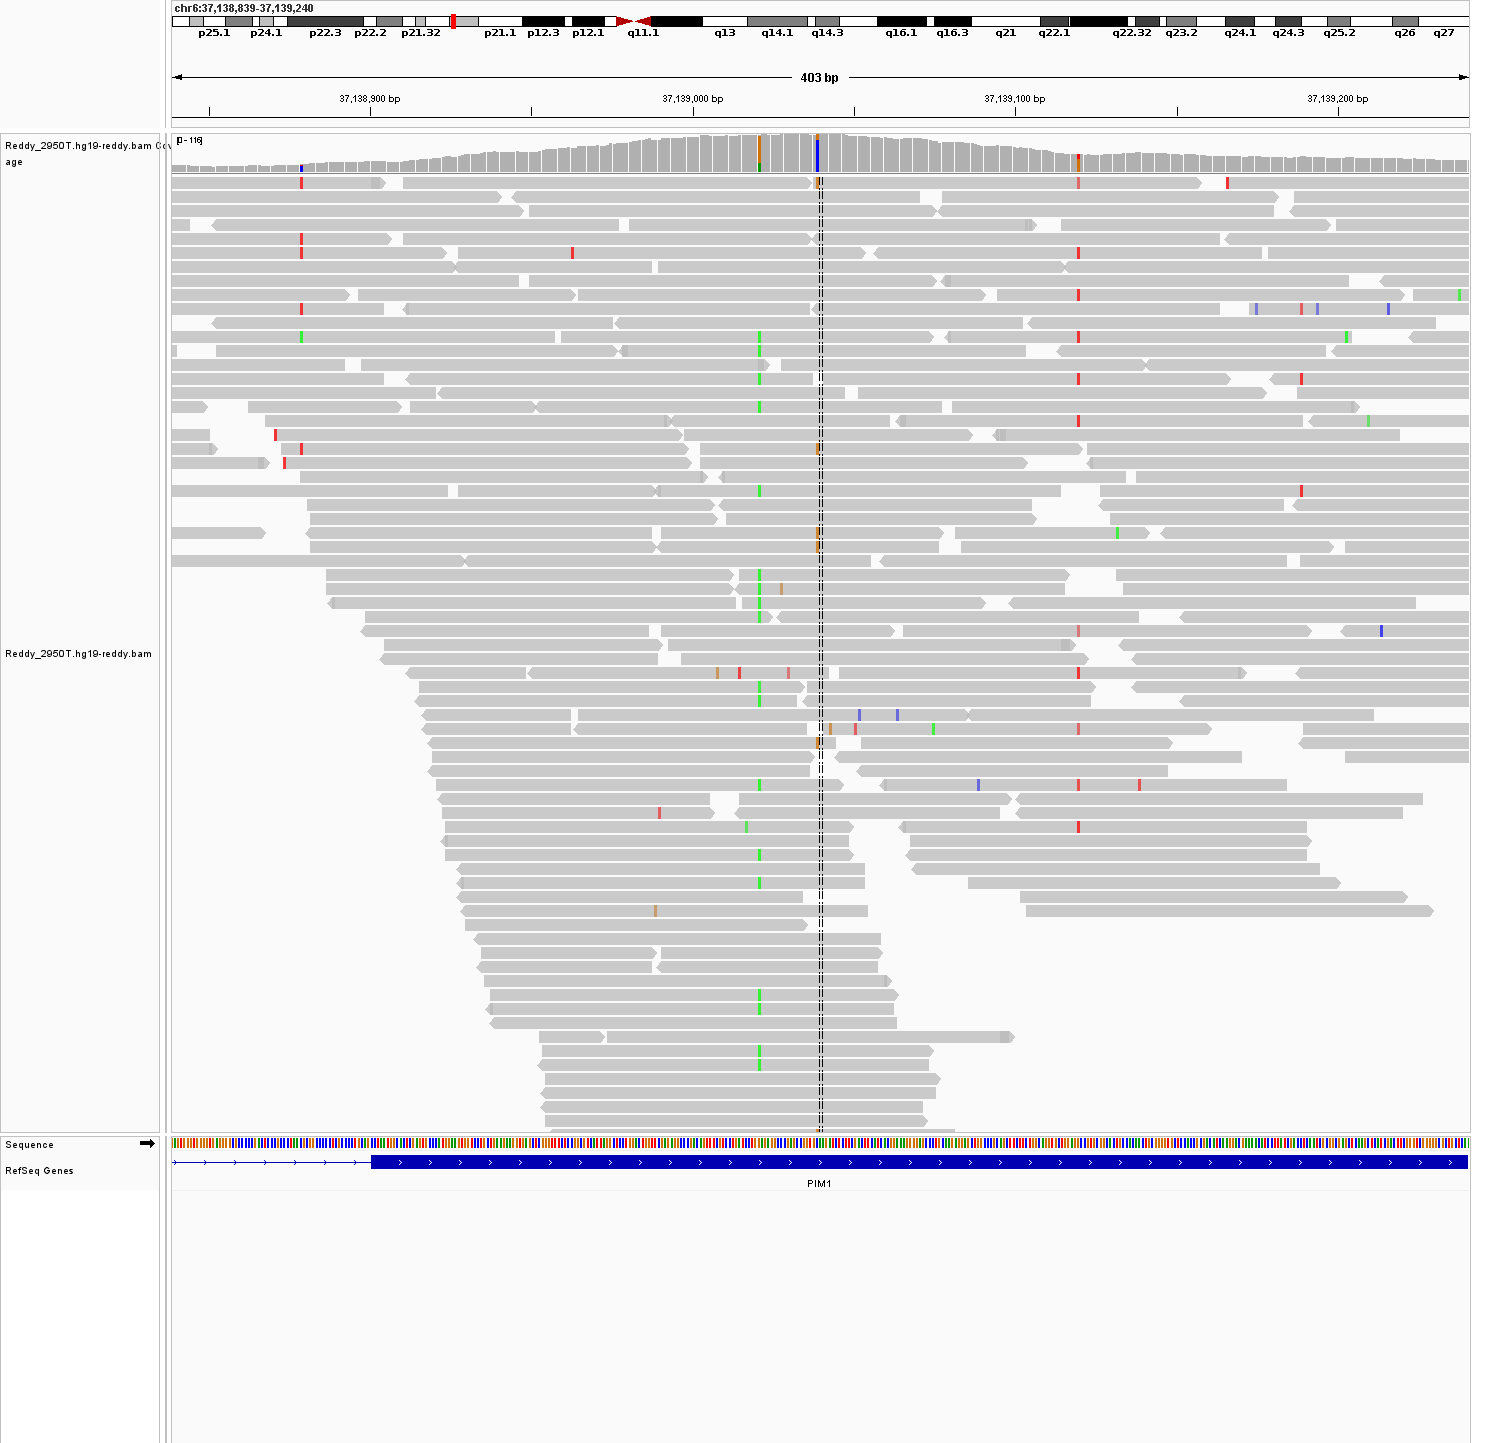 chr6:37,138,839-37,139,240
p25.1 p24.1 p22.3 p22.2 p21.32 p21.1 p12.3 p12.1 q11.1 q13 q14.1 q14.3 q16.1 q16.3 q21 q22.1 q22.32 q23.2 q24.1 q24.3 q25.2 q26 q27
403 bp
37,138,900 bp 37,139,000 bp 37,139,100 bp 37,139,200 bp
Reddy_2950T.hg19-reddy.bam Cov
age
[0 - 116]
Reddy_2950T.hg19-reddy.bam
Sequence
RefSeq Genes
PIM1